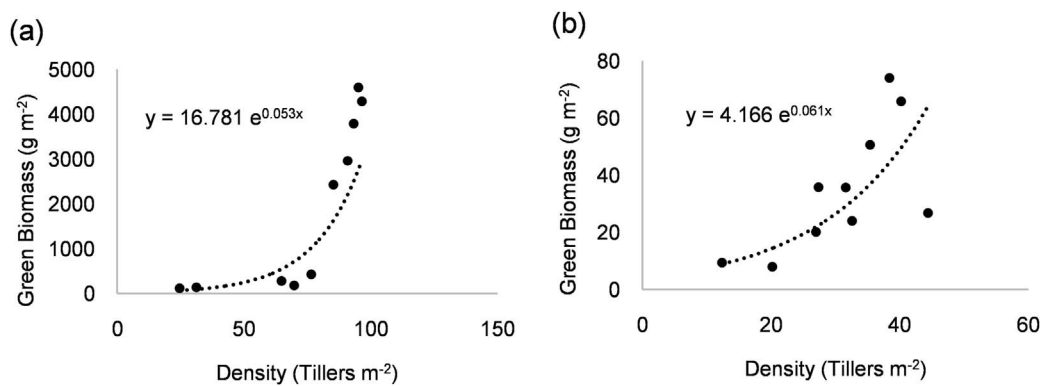 (a)
5000
4000
3000
2000
1000
0
Green Biomass (g m⁻²)
y = 16.781 e⁰·⁰⁵³ˣ
0 50 100 150
Density (Tillers m⁻²)
(b)
80
60
40
20
0
Green Biomass (g m⁻²)
y = 4.166 e⁰·⁰⁶¹ˣ
0 20 40 60
Density (Tillers m⁻²)